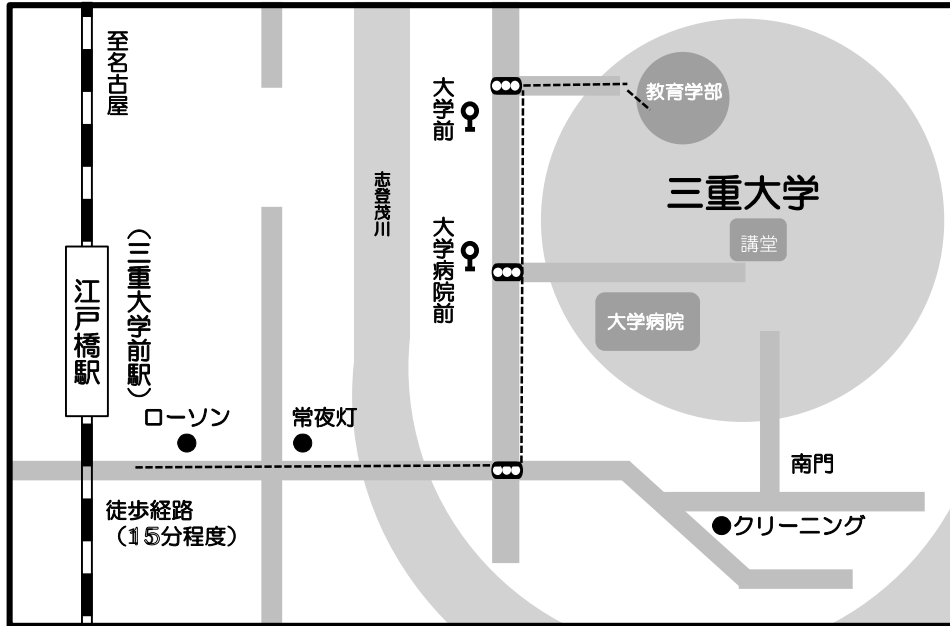 至名古屋
大学前
教育学部
三重大学
志登茂川
講堂
大学病院前
大学病院
江戸橋駅
（三重大学前駅）
ローソン
常夜灯
南門
徒歩経路
（15分程度）
クリーニング